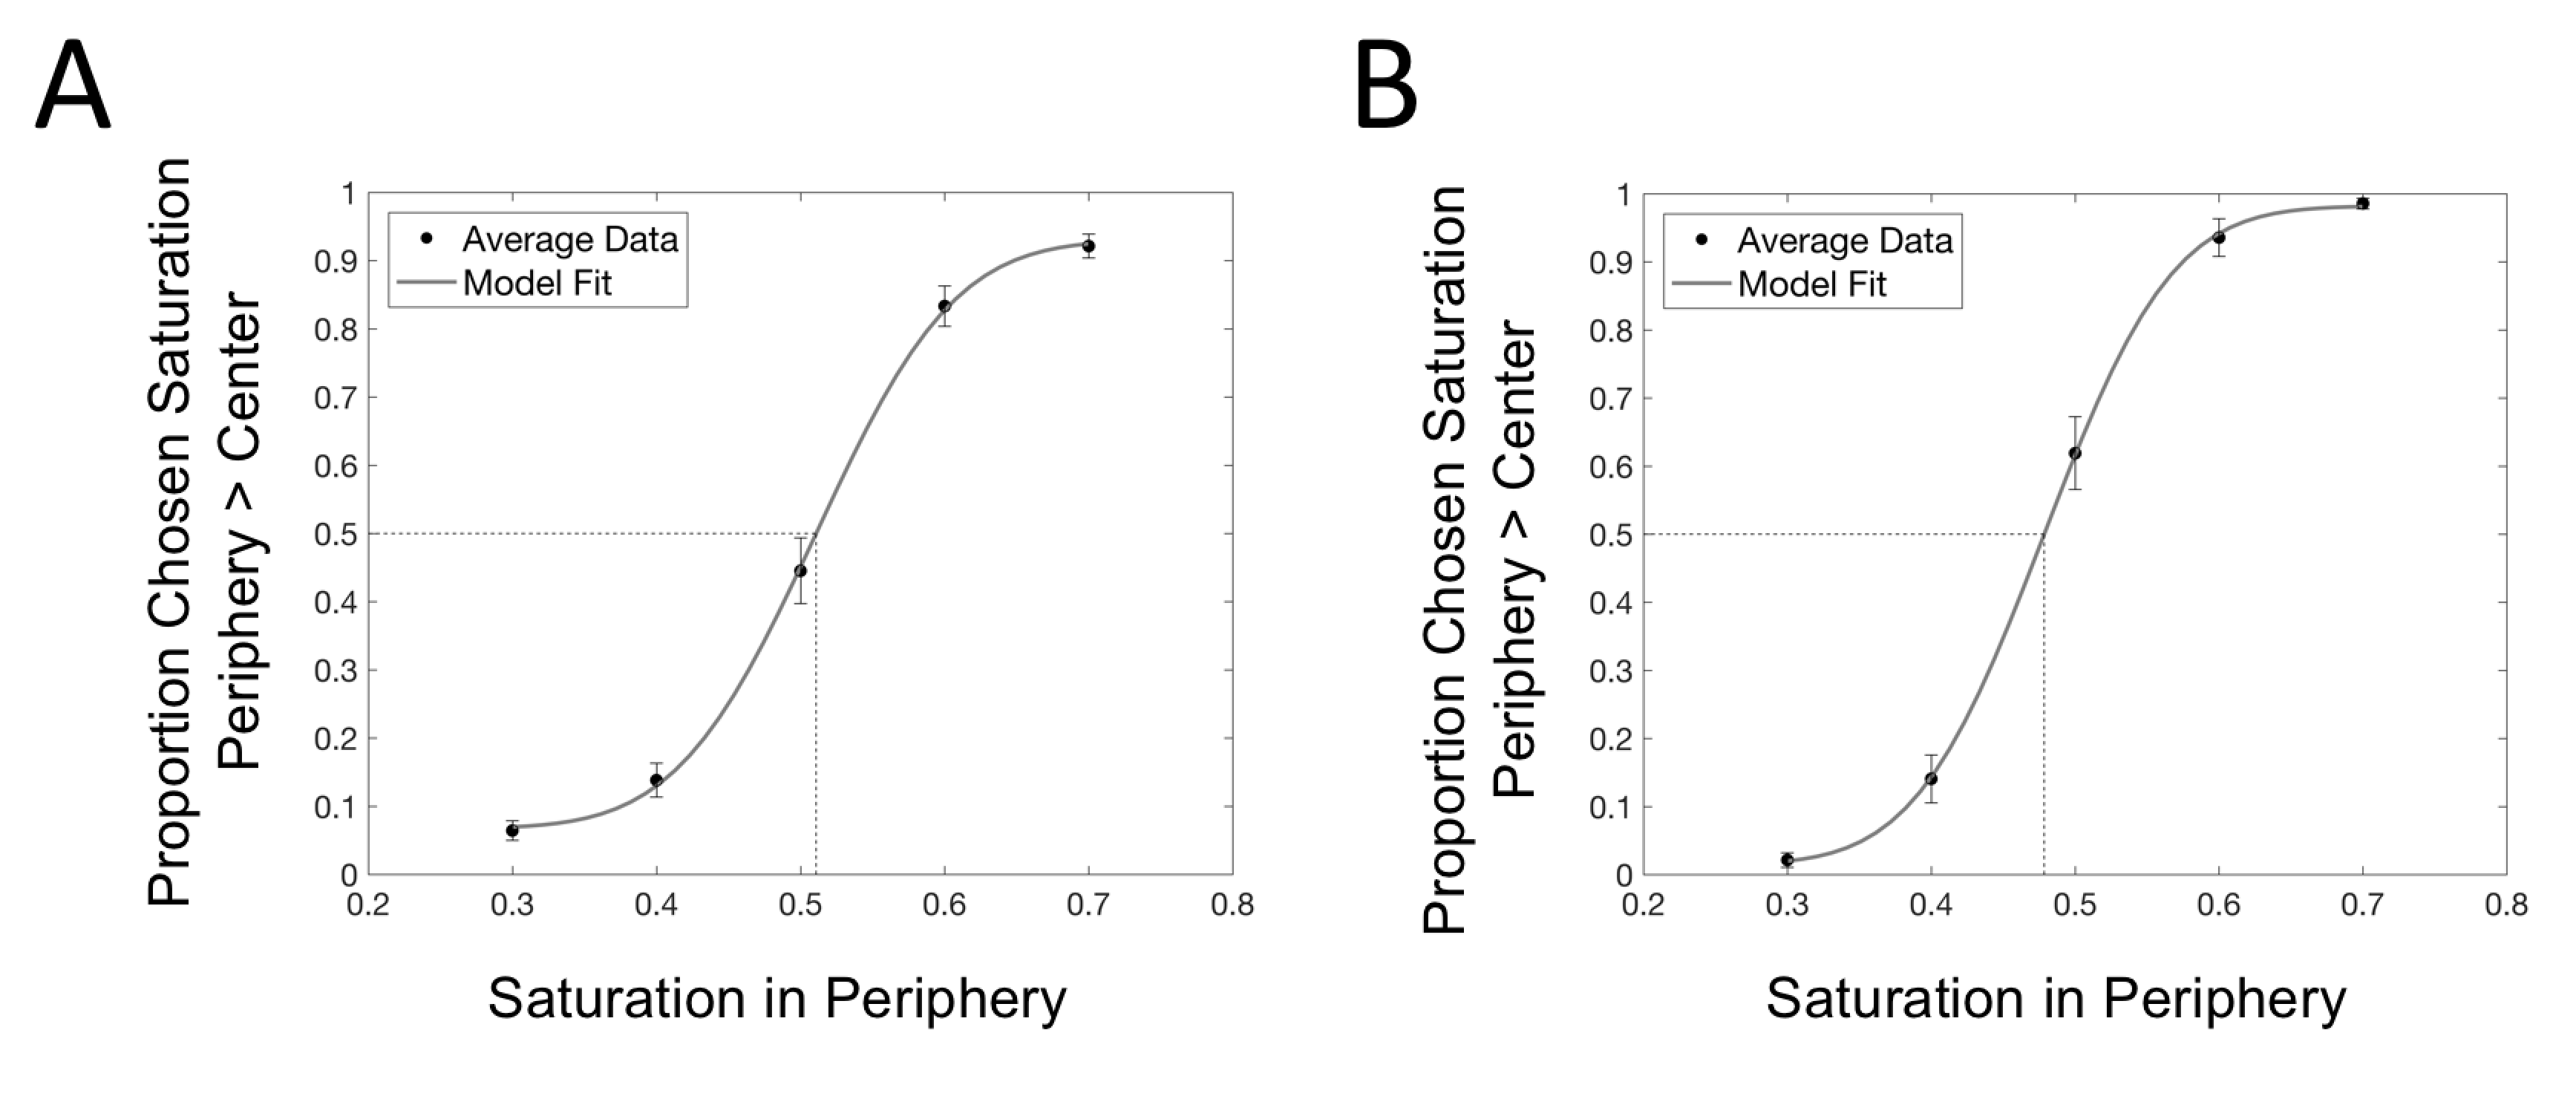 A
Proportion Chosen Saturation
Periphery > Center
1
0.9
0.8
0.7
0.6
0.5
0.4
0.3
0.2
0.1
0
Average Data
Model Fit
0.2 0.3 0.4 0.5 0.6 0.7 0.8
Saturation in Periphery
B
Proportion Chosen Saturation
Periphery > Center
1
0.9
0.8
0.7
0.6
0.5
0.4
0.3
0.2
0.1
0
Average Data
Model Fit
0.2 0.3 0.4 0.5 0.6 0.7 0.8
Saturation in Periphery